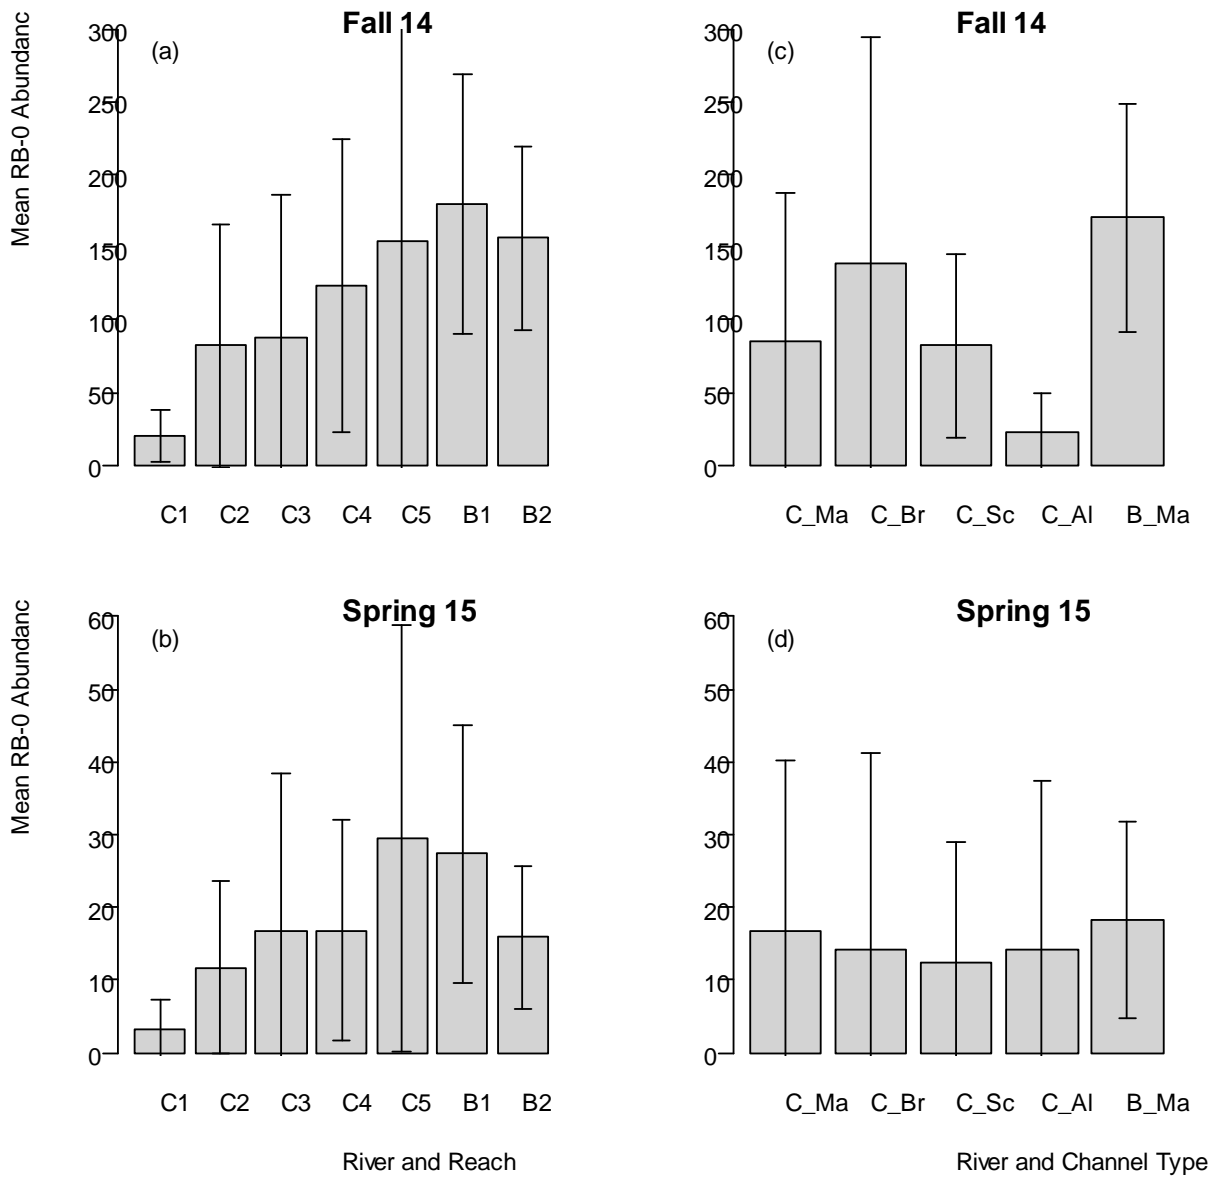 Fall 14
(a)
Mean RB-0 Abundanc
300
250
200
150
100
50
0
C1 C2 C3 C4 C5 B1 B2
Fall 14
(c)
300
250
200
150
100
50
0
C_Ma C_Br C_Sc C_Al B_Ma
Spring 15
(b)
Mean RB-0 Abundanc
60
50
40
30
20
10
0
C1 C2 C3 C4 C5 B1 B2
River and Reach
Spring 15
(d)
60
50
40
30
20
10
0
C_Ma C_Br C_Sc C_Al B_Ma
River and Channel Type